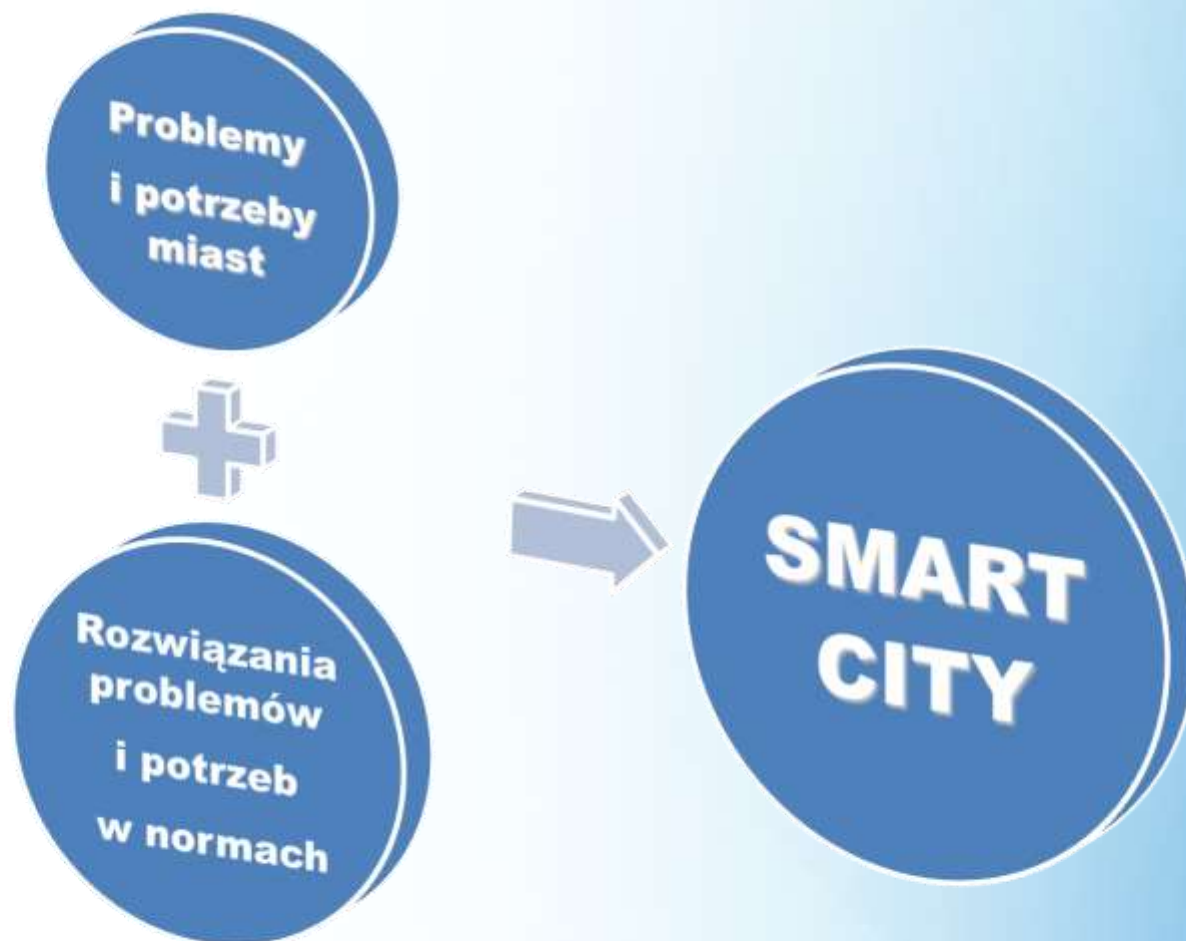 Problemy
i potrzeby
miast
Rozwiązania
problemów
i potrzeb
w normach
SMART
CITY